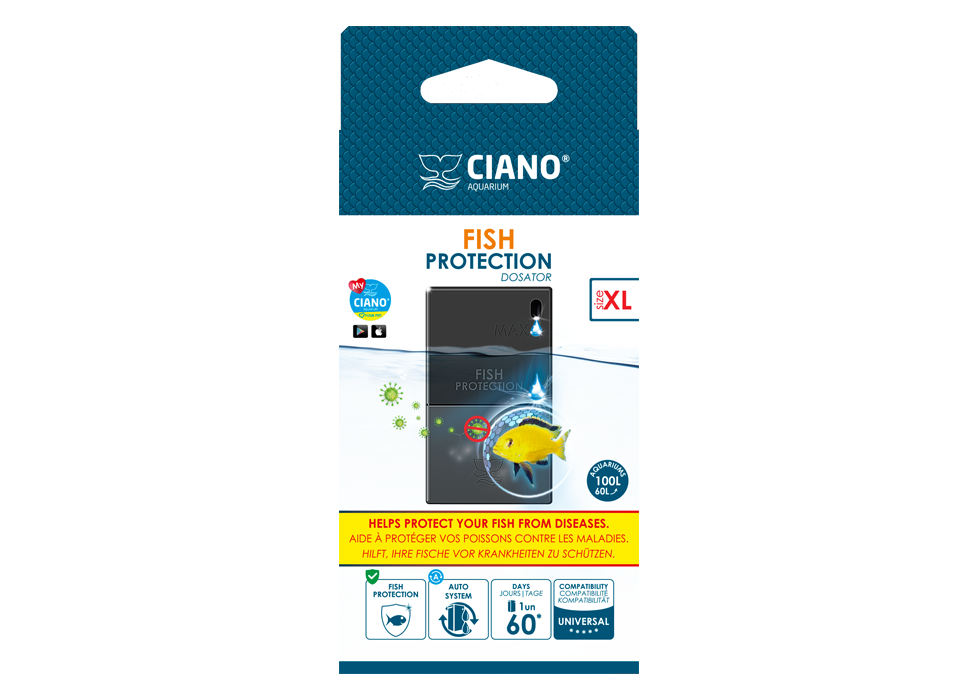 CIANO®
AQUARIUM
FISH
PROTECTION
DOSATOR
MY
CIANO®
AQUARIUM
size XL
MAX
FISH
PROTECTION
AQUARIUMS
100L
60L
HELPS PROTECT YOUR FISH FROM DISEASES.
AIDE À PROTÉGER VOS POISSONS CONTRE LES MALADIES.
HILFT, IHRE FISCHE VOR KRANKHEITEN ZU SCHÜTZEN.
FISH
PROTECTION
A
AUTO
SYSTEM
DAYS
JOURS|TAGE
1un
60*
COMPATIBILITY
COMPATIBILITÉ
KOMPATIBILITÄT
UNIVERSAL